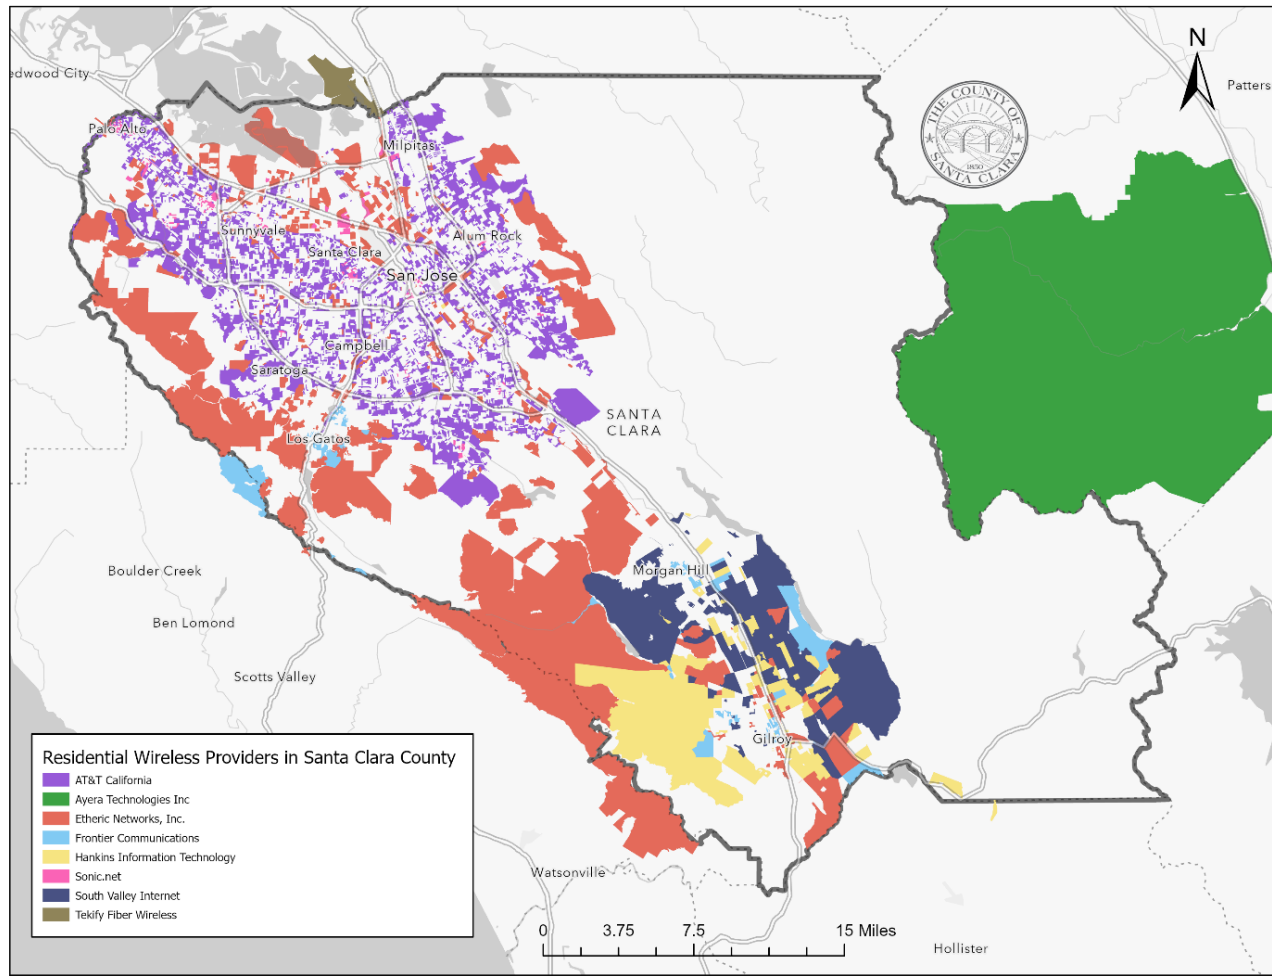 N
edwood City
Patters
THE COUNTY OF
SANTA CLARA
1850
Palo Alto
Milpitas
Sunnyvale
Alum Rock
Santa Clara
San Jose
Campbell
Saratoga
SANTA
CLARA
Los Gatos
Boulder Creek
Morgan Hill
Ben Lomond
Scotts Valley
Gilroy
Residential Wireless Providers in Santa Clara County
AT&T California
Ayera Technologies Inc
Etheric Networks, Inc.
Frontier Communications
Hankins Information Technology
Sonic.net
South Valley Internet
Tekify Fiber Wireless
Watsonville
0 3.75 7.5 15 Miles
Hollister